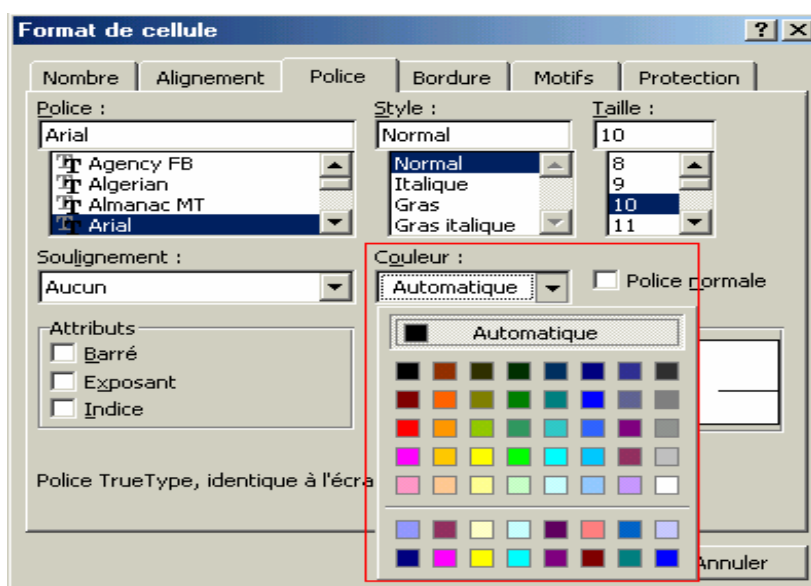 Format de cellule
Nombre Alignement Police Bordure Motifs Protection
Police : Style : Taille :
Arial Normal 10
Agency FB Normal 8
Algerian Italique 9
Almanac MT Gras 10
Arial Gras italique 11
Soulignement : Couleur :
Aucun Automatique Police normale
Attributs Automatique
Barré
Exposant
Indice
Police TrueType, identique à l'écra
Annuler